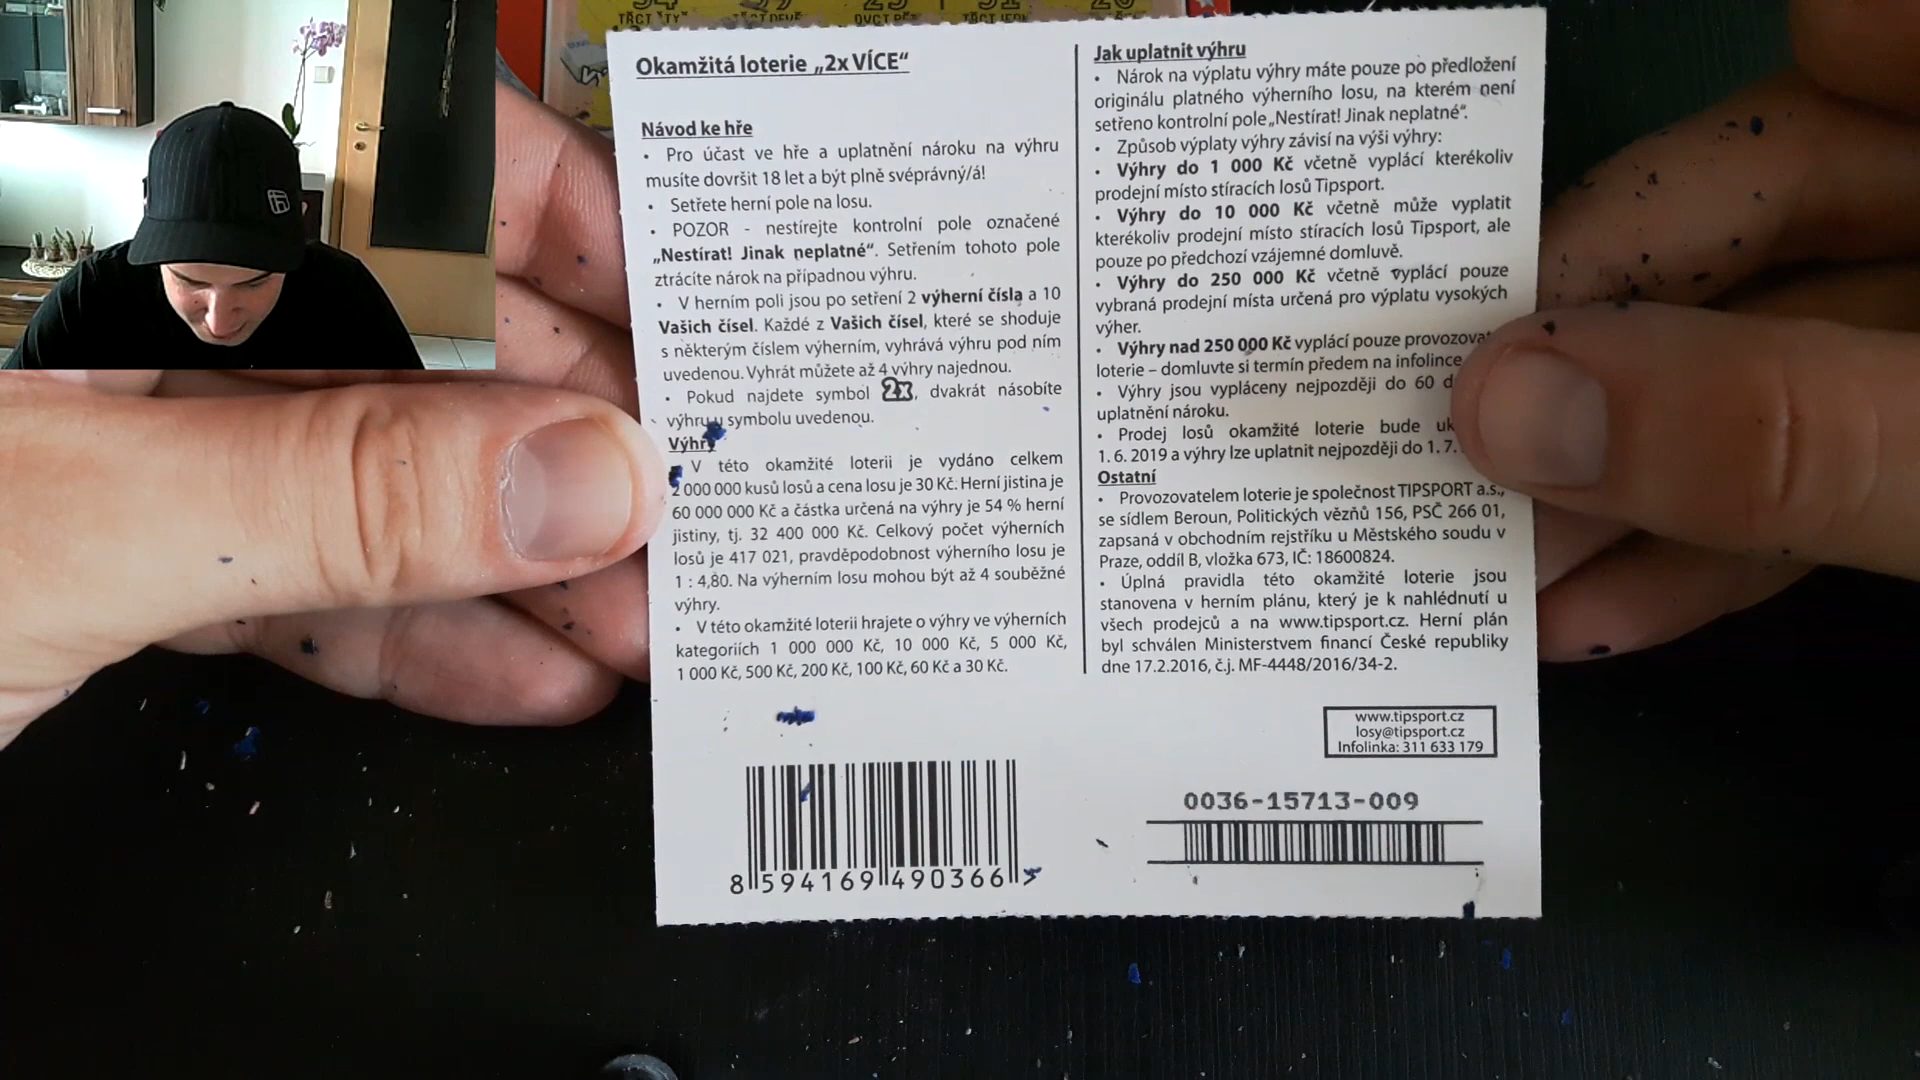 Okamžitá loterie „2x VÍCE“
Návod ke hře
• Pro účast ve hře a uplatnění nároku na výhru
musíte dovršit 18 let a být plně svéprávný/á!
• Setřete herní pole na losu.
• POZOR - nestírejte kontrolní pole označené
„Nestírat! Jinak neplatné“. Setřením tohoto pole
ztrácíte nárok na případnou výhru.
• V herním poli jsou po setření 2 výherní čísla a 10
Vašich čísel. Každé z Vašich čísel, které se shoduje
s některým číslem výherním, vyhrává výhru pod ním
uvedenou. Vyhrát můžete až 4 výhry najednou.
• Pokud najdete symbol 2x, dvakrát násobíte
výhru u symbolu uvedenou.
Výhry
V této okamžité loterii je vydáno celkem
2 000 000 kusů losů a cena losu je 30 Kč. Herní jistina je
60 000 000 Kč a částka určená na výhry je 54 % herní
jistiny, tj. 32 400 000 Kč. Celkový počet výherních
losů je 417 021, pravděpodobnost výherního losu je
1 : 4,80. Na výherním losu mohou být až 4 souběžné
výhry.
• V této okamžité loterii hrajete o výhry ve výherních
kategoriích 1 000 000 Kč, 10 000 Kč, 5 000 Kč,
1 000 Kč, 500 Kč, 200 Kč, 100 Kč, 60 Kč a 30 Kč.
8 594169 490366 >
Jak uplatnit výhru
• Nárok na výplatu výhry máte pouze po předložení
originálu platného výherního losu, na kterém není
setřeno kontrolní pole „Nestírat! Jinak neplatné“.
• Způsob výplaty výhry závisí na výši výhry:
• Výhry do 1 000 Kč včetně vyplácí kterékoliv
prodejní místo stíracích losů Tipsport.
• Výhry do 10 000 Kč včetně může vyplatit
kterékoliv prodejní místo stíracích losů Tipsport, ale
pouze po předchozí vzájemné domluvě.
• Výhry do 250 000 Kč včetně vyplácí pouze
vybraná prodejní místa určená pro výplatu vysokých
výher.
• Výhry nad 250 000 Kč vyplácí pouze
loterie – domluvte si termín předem na infolince
• Výhry jsou vypláceny nejpozději do 60
uplatnění nároku.
• Prodej losů okamžité loterie bude
1. 6. 2019 a výhry lze uplatnit nejpozději do 1. 7.
Ostatní
• Provozovatelem loterie je společnost TIPSPORT a.s.,
se sídlem Beroun, Politických vězňů 156, PSČ 266 01,
zapsaná v obchodním rejstříku u Městského soudu v
Praze, oddíl B, vložka 673, IČ: 18600824.
• Úplná pravidla této okamžité loterie jsou
stanovena v herním plánu, který je k nahlédnutí u
všech prodejců a na www.tipsport.cz. Herní plán
byl schválen Ministerstvem financí České republiky
dne 17.2.2016, č.j. MF-4448/2016/34-2.
www.tipsport.cz
losy@tipsport.cz
Infolinka: 311 633 179
0036-15713-009